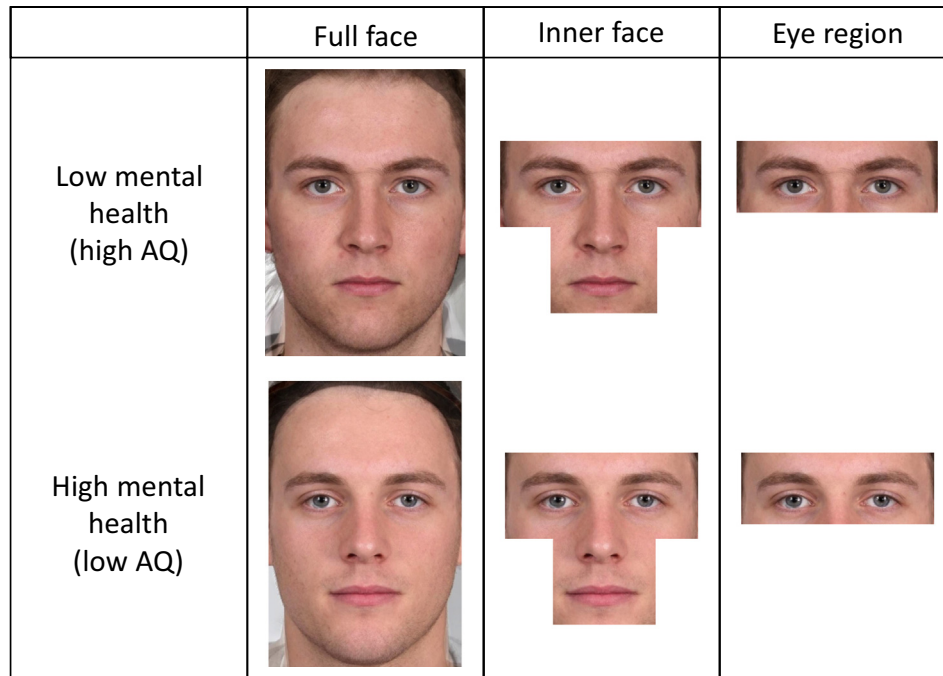 Full face
Inner face
Eye region
Low mental
health
(high AQ)
High mental
health
(low AQ)